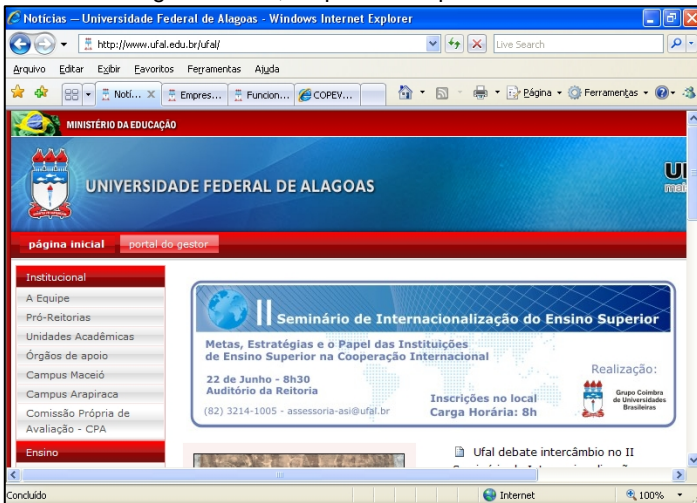 Notícias — Universidade Federal de Alagoas - Windows Internet Explorer
http://www.ufal.edu.br/ufal/
Live Search
Arquivo Editar Exibir Favoritos Ferramentas Ajuda
Notí... Empres... Funcion... COPEV... Página Ferramentas
MINISTÉRIO DA EDUCAÇÃO
UNIVERSIDADE FEDERAL DE ALAGOAS
página inicial portal do gestor
Institucional
A Equipe
Pró-Reitorias
Unidades Acadêmicas
Órgãos de apoio
Campus Maceió
Campus Arapiraca
Comissão Própria de
Avaliação - CPA
Ensino
II Seminário de Internacionalização do Ensino Superior
Metas, Estratégias e o Papel das Instituições
de Ensino Superior na Cooperação Internacional
22 de Junho - 8h30
Auditório da Reitoria
(82) 3214-1005 - assessoria-asi@ufal.br
Inscrições no local
Carga Horária: 8h
Realização:
Grupo Coimbra
de Universidades
Brasileiras
Ufal debate intercâmbio no II
Concluído Internet 100%